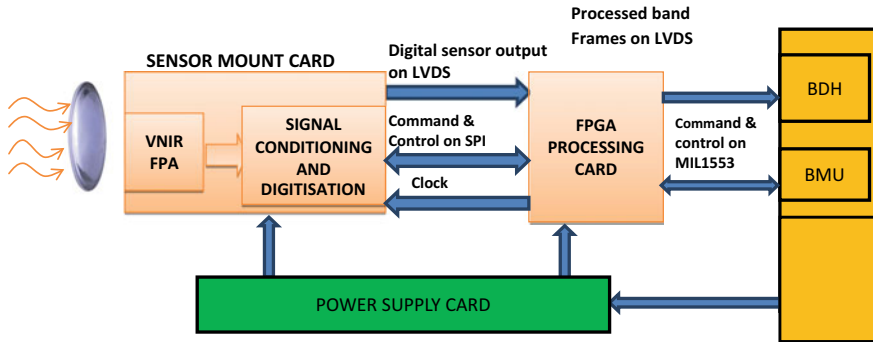 Processed band
Frames on LVDS
SENSOR MOUNT CARD
Digital sensor output
on LVDS
VNIR
FPA
SIGNAL
CONDITIONING
AND
DIGITISATION
Command &
Control on SPI
Clock
FPGA
PROCESSING
CARD
Command &
control on
MIL1553
BDH
BMU
POWER SUPPLY CARD